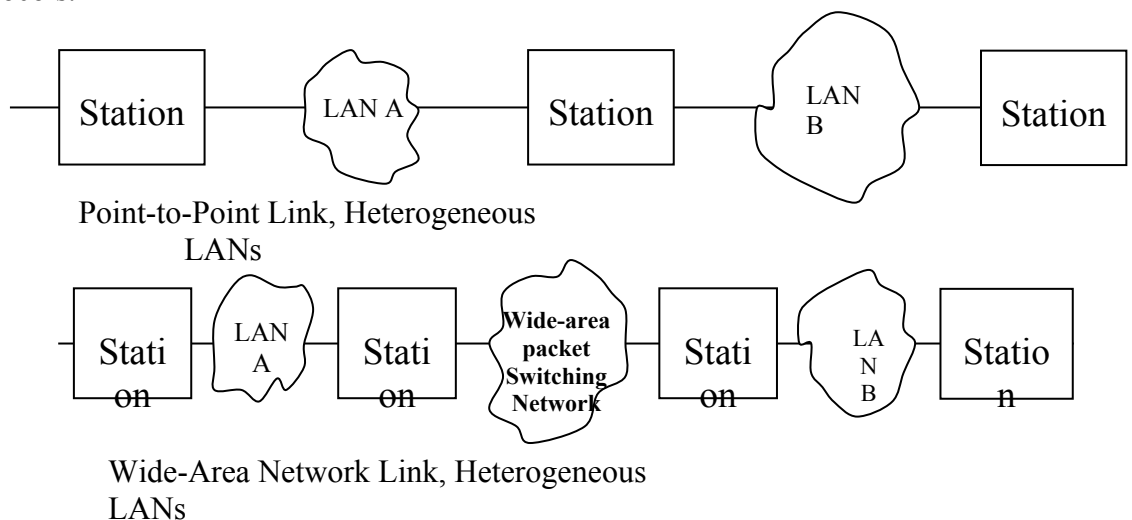 Station
LAN A
Station
LAN
B
Station
Point-to-Point Link, Heterogeneous
LANs
Stati
on
LAN
A
Stati
on
Wide-area
packet
Switching
Network
Stati
on
LA
N
B
Statio
n
Wide-Area Network Link, Heterogeneous
LANs